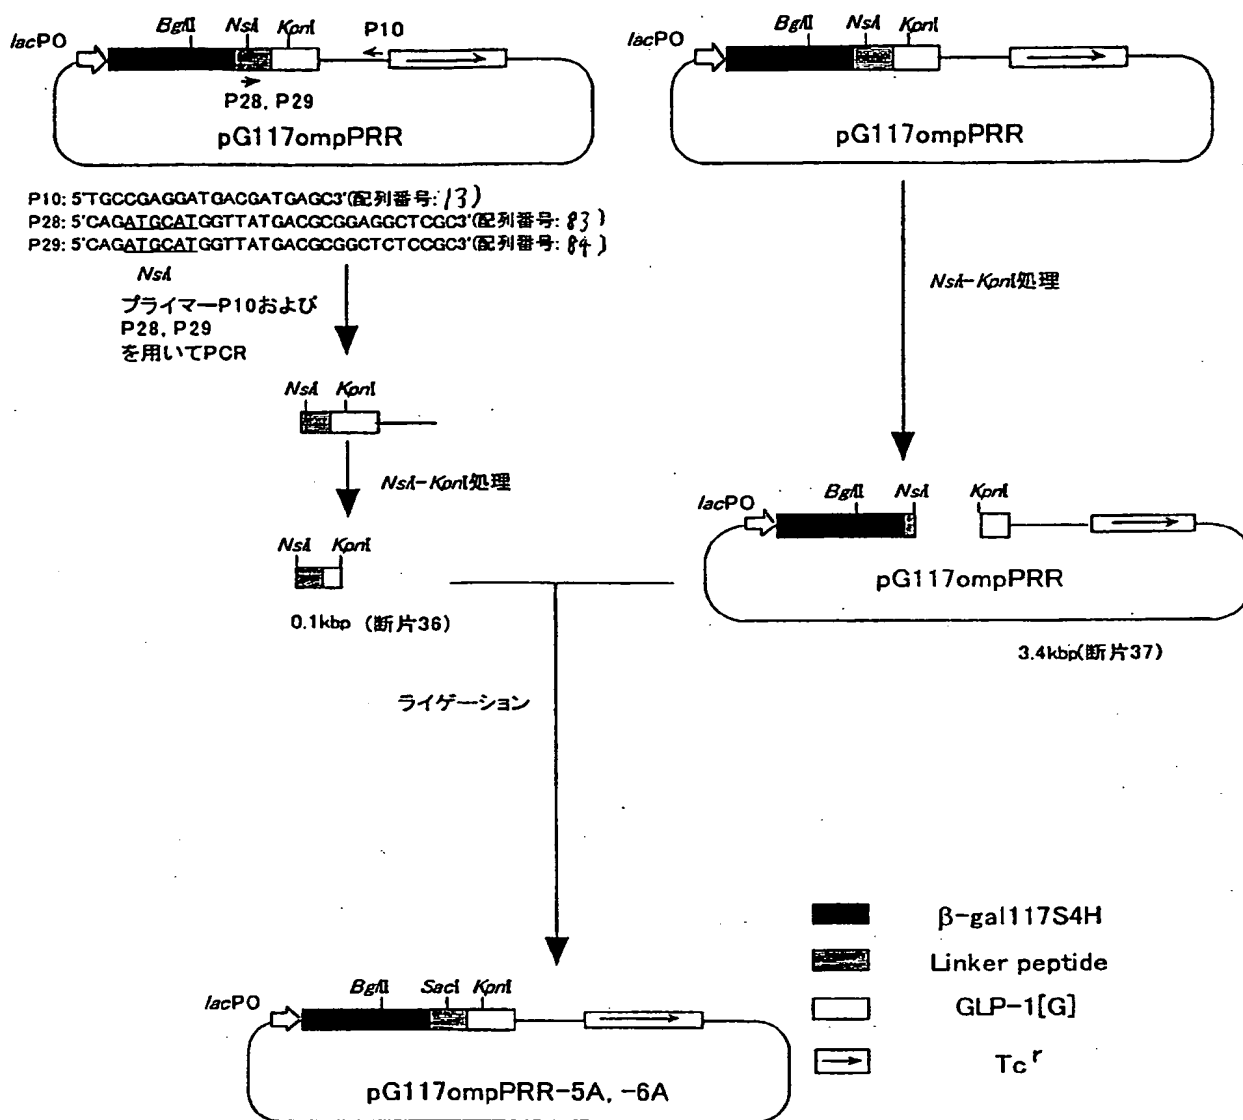 BglII NsiI KpnI P10
lacPO
P28, P29
pG117ompPRR
BglII NsiI KpnI
lacPO
pG117ompPRR
P10: 5'TGCCGAGGATGACGATGAGC3'(配列番号:13)
P28: 5'CAGATGCATGGTTATGACGCGGAGGCTCGC3'(配列番号:83)
P29: 5'CAGATGCATGGTTATGACGCGGCTCTCCGC3'(配列番号:84)
NsiI
プライマーP10および
P28, P29
を用いてPCR
NsiI-KpnI処理
NsiI KpnI
NsiI-KpnI処理
NsiI KpnI
0.1kbp (断片36)
BglII NsiI KpnI
lacPO
pG117ompPRR
3.4kbp(断片37)
ライゲーション
BglII SacI KpnI
lacPO
pG117ompPRR-5A, -6A
β-gal117S4H
Linker peptide
GLP-1[G]
Tcr